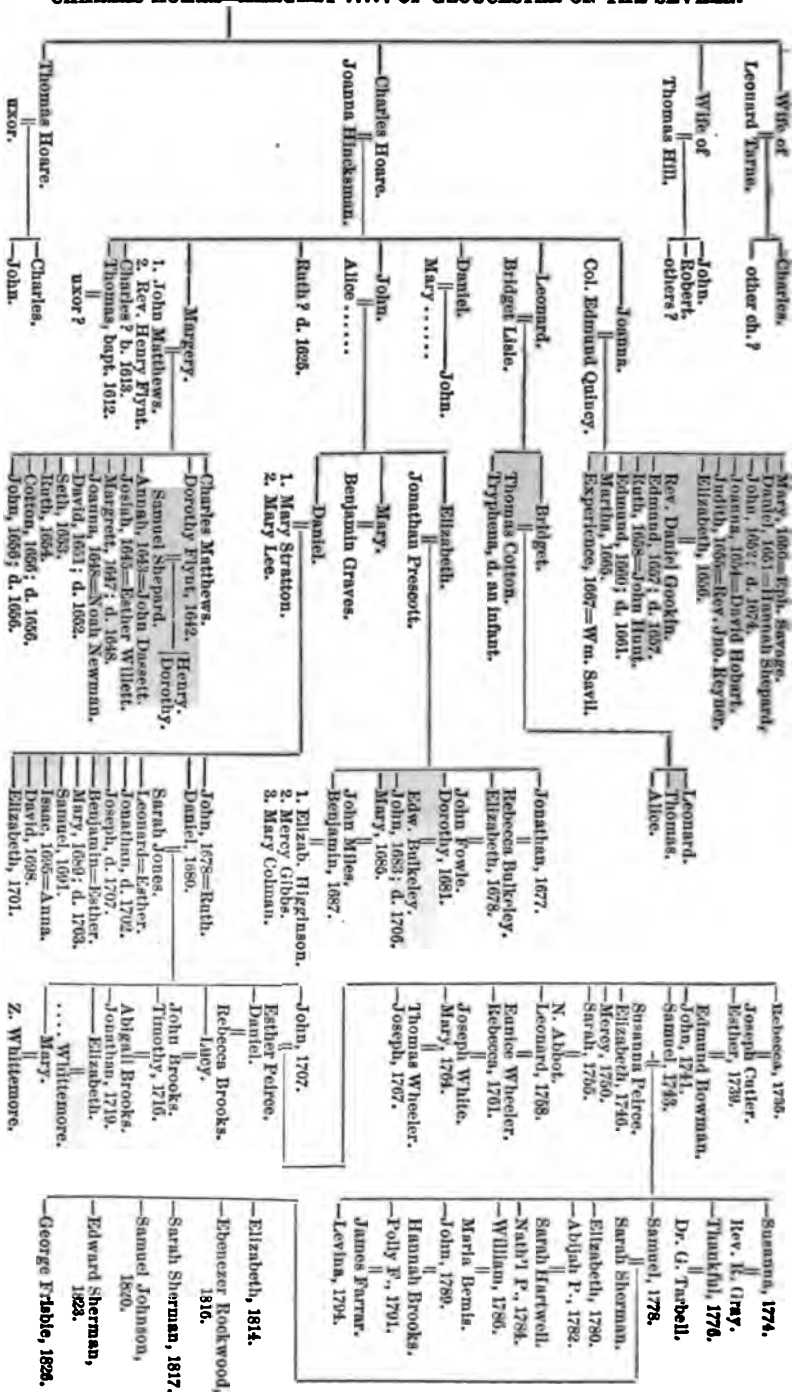 Wife of
Leonard Tarne.
Wife of
Thomas Hill.
Charles Hoare.
Joanna Hincksman.
Thomas Hoare.
uxor.
Charles.
other ch.?
John.
Robert.
others?
Joanna.
Col. Edmund Quincy.
Leonard.
Bridget Lisle.
Daniel.
Mary ......
John.
John.
Alice ......
Ruth? d. 1625.
Margery.
1. John Matthews.
2. Rev. Henry Flynt.
Charles? b. 1613.
Thomas, bapt. 1612.
uxor?
Charles.
John.
Mary, 1650=Eph. Savage.
Daniel, 1651=Hannah Shepard.
John, 1652; d. 1674.
Joanna, 1654=David Hobart.
Judith, 1655=Rev. Jno. Reyner.
Elizabeth, 1656.
Rev. Daniel Gookin.
Edmund, 1657; d. 1657.
Ruth, 1658=John Hunt.
Edmund, 1660; d. 1661.
Martha, 1665.
Experience, 1667=Wm. Savil.
Bridget.
Thomas Cotton.
Tryphena, d. an infant.
Elizabeth.
Jonathan Prescott.
Mary.
Benjamin Graves.
Daniel.
1. Mary Stratton.
2. Mary Lee.
Charles Matthews.
Dorothy Flynt, 1642.
Henry.
Samuel Shepard.
Dorothy.
Annah, 1643=John Dassett.
Josiah, 1645=Esther Willett.
Margrett, 1647; d. 1648.
Joanna, 1648=Noah Newman.
David, 1651; d. 1652.
Seth, 1653.
Ruth, 1654.
Cotton, 1656; d. 1656.
John, 1656; d. 1656.
Leonard.
Thomas.
Alice.
Jonathan, 1677.
Rebecca Bulkeley.
Elizabeth, 1678.
John Fowle.
Dorothy, 1681.
Edw. Bulkeley.
John, 1683; d. 1706.
Mary, 1685.
John Miles.
Benjamin, 1687.
1. Elizab. Higginson.
2. Mercy Gibbs.
3. Mary Colman.
John, 1678=Ruth.
Daniel, 1680.
Sarah Jones.
Leonard=Esther.
Jonathan, d. 1702.
Joseph, d. 1707.
Benjamin=Esther.
Mary, 1689; d. 1703.
Samuel, 1691.
Isaac, 1695=Anna.
David, 1698.
Elizabeth, 1701.
John, 1707.
Esther Peirce.
Daniel.
Rebecca Brooks.
Lucy.
John Brooks.
Timothy, 1716.
Abigail Brooks.
Jonathan, 1719.
Elizabeth.
..... Whittemore.
Mary.
Z. Whittemore.
Rebecca, 1735.
Joseph Cutler.
Esther, 1739.
Edmund Bowman.
John, 1741.
Samuel, 1743.
Susanna Peirce.
Elizabeth, 1746.
Mercy, 1750.
Sarah, 1755.
N. Abbot.
Leonard, 1758.
Eunice Wheeler.
Rebecca, 1761.
Joseph White.
Mary, 1764.
Thomas Wheeler.
Joseph, 1767.
Susanna, 1774.
Rev. R. Gray.
Thankful, 1776.
Dr. G. Tarbell.
Samuel, 1778.
Sarah Sherman.
Elizabeth, 1780.
Abijah P., 1782.
Sarah Hartwell.
Nath'l P., 1784.
William, 1786.
Maria Bemis.
John, 1789.
Hannah Brooks.
Polly F., 1791.
James Farrar.
Levina, 1794.
Elizabeth, 1814.
Ebenezer Rockwood,
1816.
Sarah Sherman, 1817.
Samuel Johnson,
1820.
Edward Sherman,
1823.
George Frisbie, 1826.